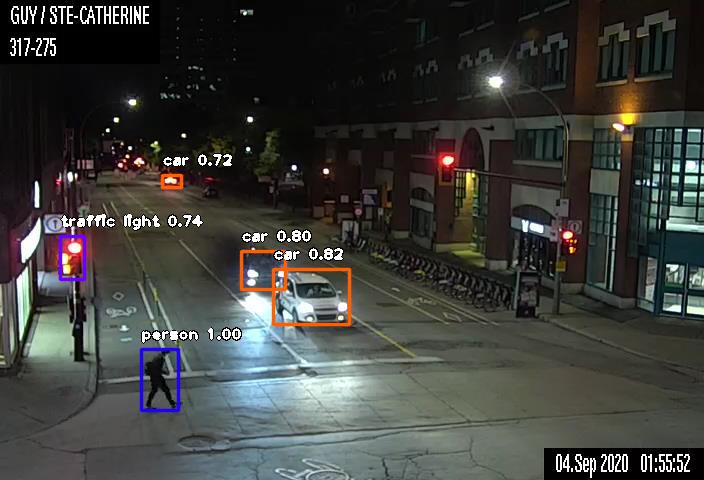 GUY / STE-CATHERINE
317-275
car 0.72
traffic light 0.74
car 0.80
car 0.82
person 1.00
04.Sep 2020 01:55:52